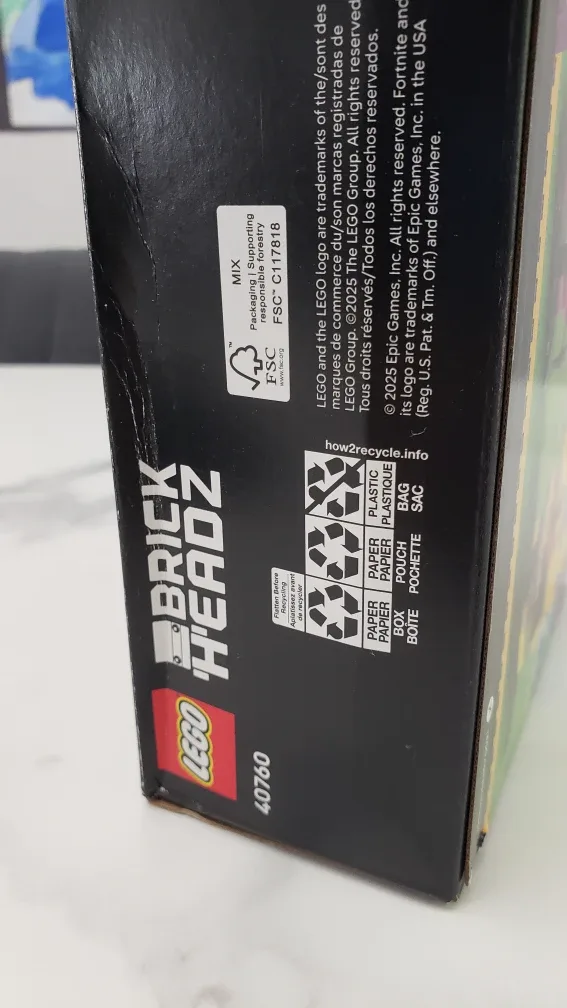 LEGO
BRICK
HEADZ
40760
MIX
Packaging | Supporting
responsible forestry
FSC™ C117818
FSC
www.fsc.org
LEGO and the LEGO logo are trademarks of the/sont des
marques de commerce du/son marcas registradas de
LEGO Group. ©2025 The LEGO Group. All rights reserved
Tous droits réservés/Todos los derechos reservados.
© 2025 Epic Games, Inc. All rights reserved. Fortnite and
its logo are trademarks of Epic Games, Inc. in the USA
(Reg. U.S. Pat. & Tm. Off.) and elsewhere.
how2recycle.info
Flatten Before
Recycling
Aplatissez avant
de recycler
PAPER
PAPIER
BOX
BOÎTE
PAPER
PAPIER
POUCH
POCHETTE
PLASTIC
PLASTIQUE
BAG
SAC